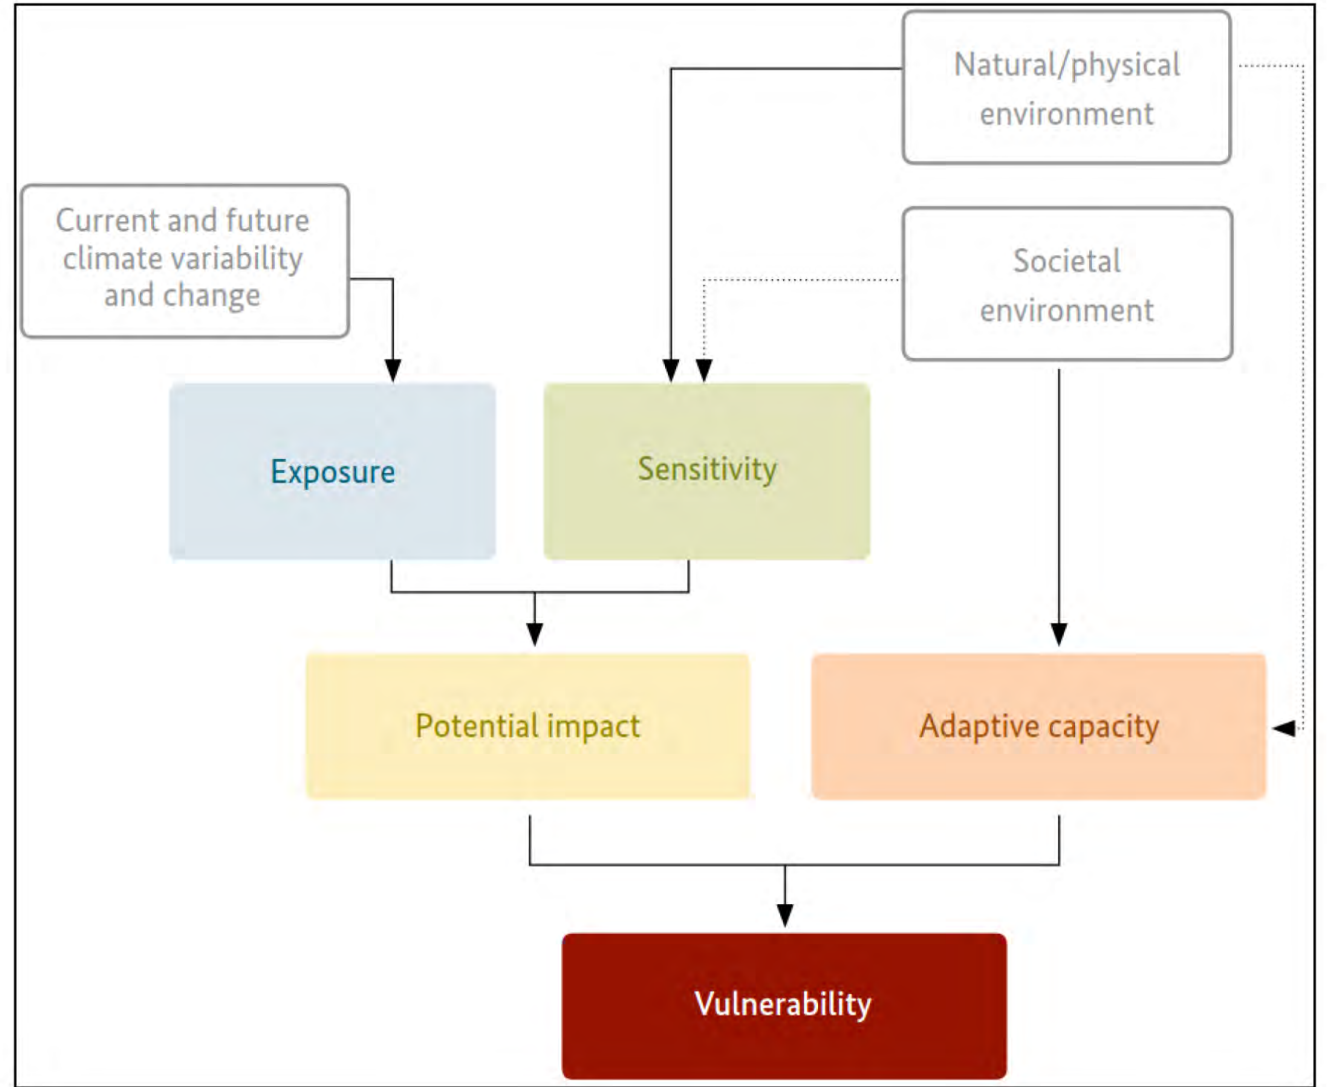 Natural/physical
environment
Current and future
climate variability
and change
Societal
environment
Exposure
Sensitivity
Potential impact
Adaptive capacity
Vulnerability